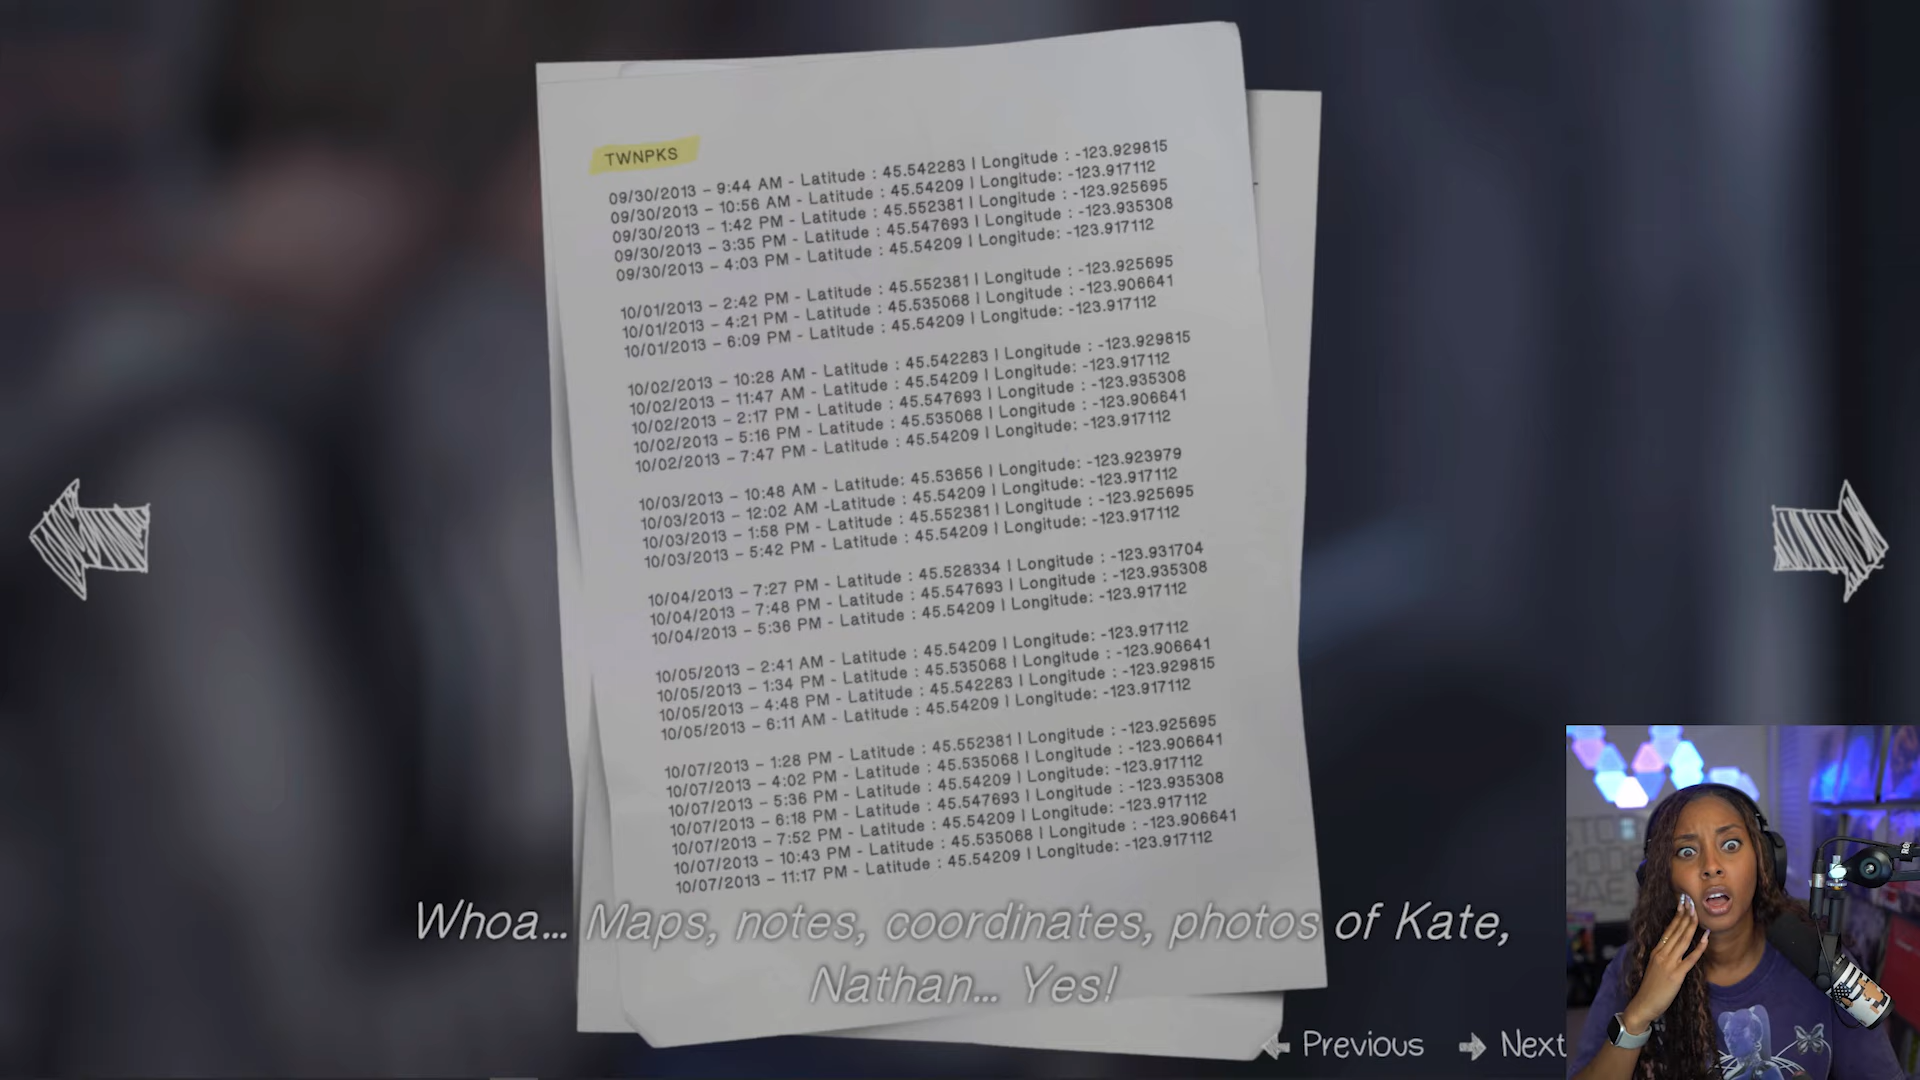 TWNPKS
09/30/2013 – 9:44 AM - Latitude : 45.542283 | Longitude : -123.929815
09/30/2013 – 10:56 AM - Latitude : 45.54209 | Longitude: -123.917112
09/30/2013 – 1:42 PM - Latitude : 45.552381 | Longitude : -123.925695
09/30/2013 – 3:35 PM - Latitude : 45.547693 | Longitude : -123.935308
09/30/2013 – 4:03 PM - Latitude : 45.54209 | Longitude: -123.917112
10/01/2013 – 2:42 PM - Latitude : 45.552381 | Longitude : -123.925695
10/01/2013 – 4:21 PM - Latitude : 45.535068 | Longitude : -123.906641
10/01/2013 – 6:09 PM - Latitude : 45.54209 | Longitude: -123.917112
10/02/2013 – 10:28 AM - Latitude : 45.542283 | Longitude : -123.929815
10/02/2013 – 11:47 AM - Latitude : 45.54209 | Longitude: -123.917112
10/02/2013 – 2:17 PM - Latitude : 45.547693 | Longitude : -123.935308
10/02/2013 – 5:16 PM - Latitude : 45.535068 | Longitude : -123.906641
10/02/2013 – 7:47 PM - Latitude : 45.54209 | Longitude: -123.917112
10/03/2013 – 10:48 AM - Latitude: 45.53656 | Longitude: -123.923979
10/03/2013 – 12:02 AM -Latitude : 45.54209 | Longitude: -123.917112
10/03/2013 – 1:58 PM - Latitude : 45.552381 | Longitude : -123.925695
10/03/2013 – 5:42 PM - Latitude : 45.54209 | Longitude: -123.917112
10/04/2013 – 7:27 PM - Latitude : 45.528334 | Longitude : -123.931704
10/04/2013 – 7:48 PM - Latitude : 45.547693 | Longitude : -123.935308
10/04/2013 – 5:36 PM - Latitude : 45.54209 | Longitude: -123.917112
10/05/2013 – 2:41 AM - Latitude : 45.54209 | Longitude: -123.917112
10/05/2013 – 1:34 PM - Latitude : 45.535068 | Longitude : -123.906641
10/05/2013 – 4:48 PM - Latitude : 45.542283 | Longitude : -123.929815
10/05/2013 – 6:11 AM - Latitude : 45.54209 | Longitude: -123.917112
10/07/2013 – 1:28 PM - Latitude : 45.552381 | Longitude : -123.925695
10/07/2013 – 4:02 PM - Latitude : 45.535068 | Longitude : -123.906641
10/07/2013 – 5:36 PM - Latitude : 45.54209 | Longitude: -123.917112
10/07/2013 – 6:18 PM - Latitude : 45.547693 | Longitude : -123.935308
10/07/2013 – 7:52 PM - Latitude : 45.54209 | Longitude: -123.917112
10/07/2013 – 10:43 PM - Latitude : 45.535068 | Longitude : -123.906641
10/07/2013 – 11:17 PM - Latitude : 45.54209 | Longitude: -123.917112
Whoa... Maps, notes, coordinates, photos of Kate,
Nathan... Yes!
Previous Next